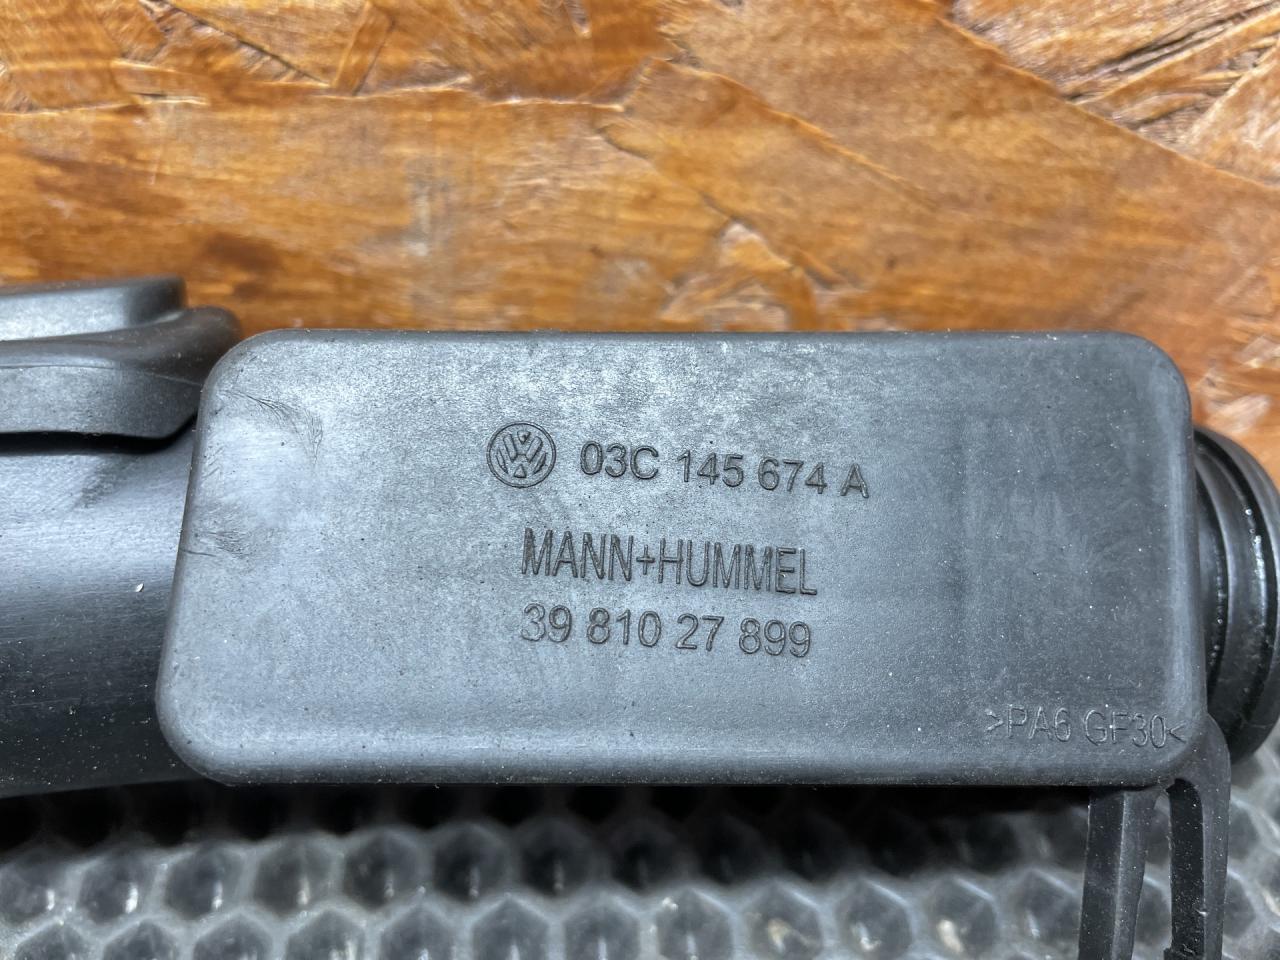 03C 145 674 A
MANN+HUMMEL
39 810 27 899
>PA6 GF30<